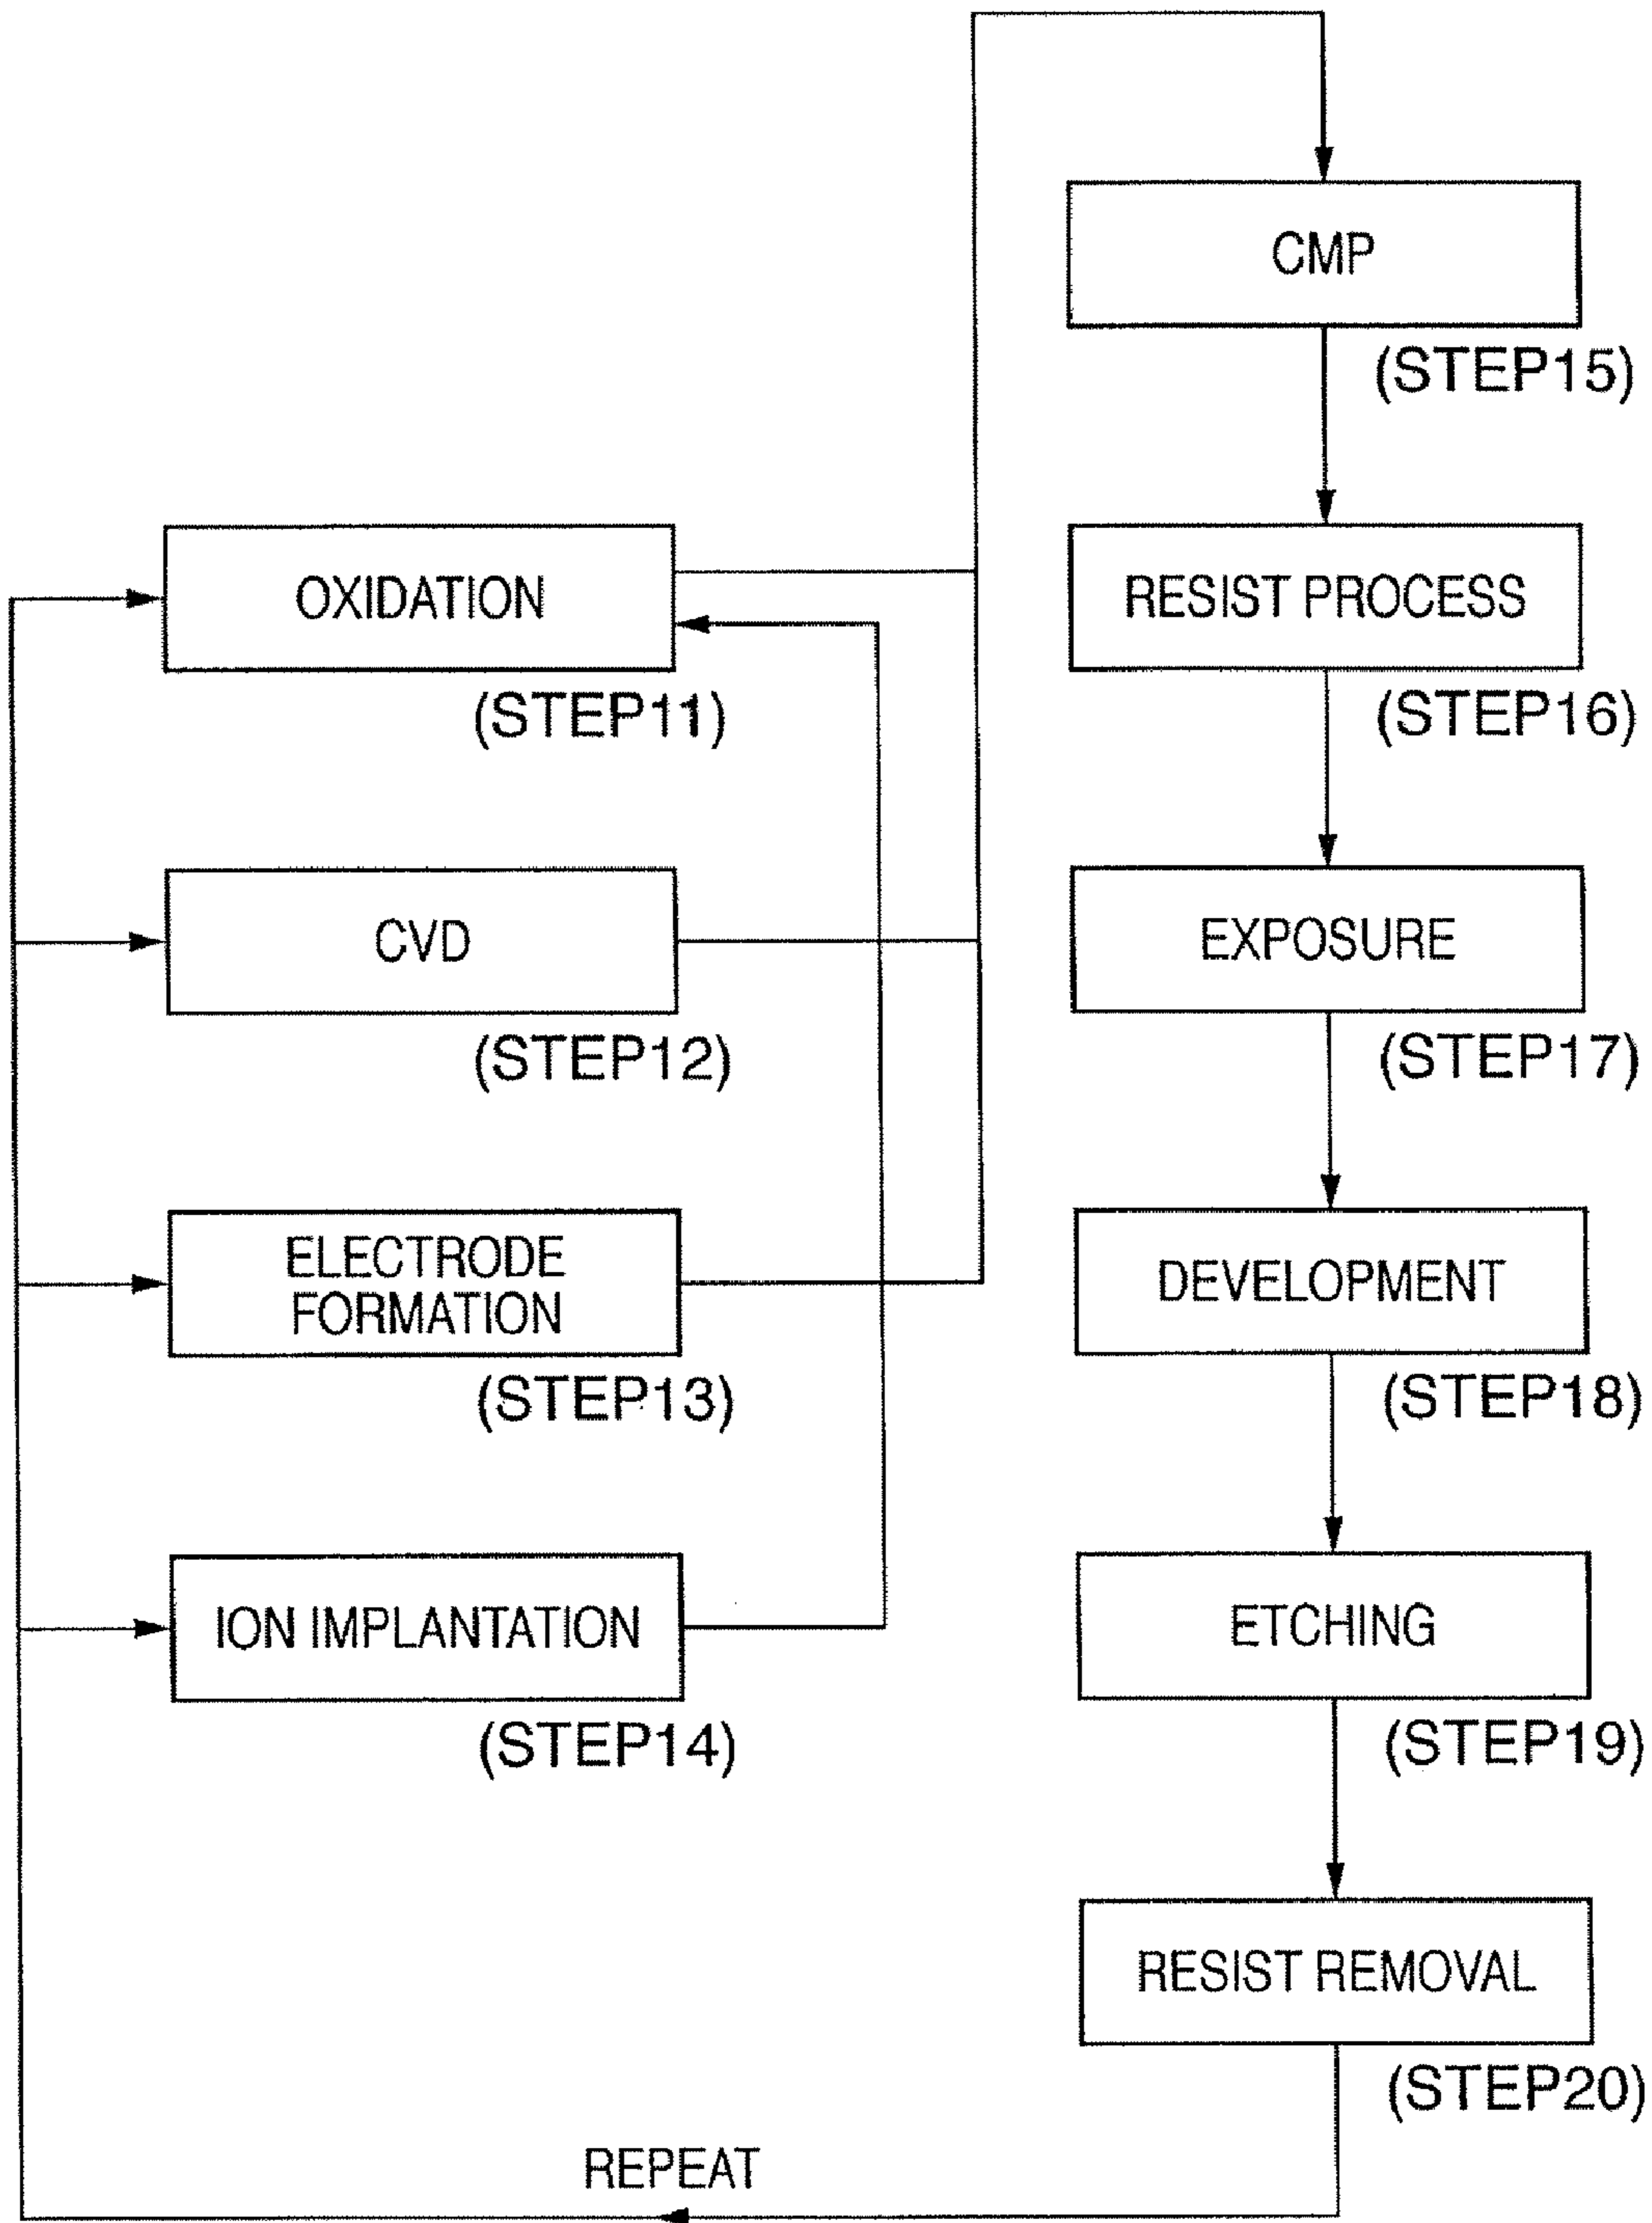 OXIDATION
(STEP11)
CVD
(STEP12)
ELECTRODE
FORMATION
(STEP13)
ION IMPLANTATION
(STEP14)
CMP
(STEP15)
RESIST PROCESS
(STEP16)
EXPOSURE
(STEP17)
DEVELOPMENT
(STEP18)
ETCHING
(STEP19)
RESIST REMOVAL
(STEP20)
REPEAT